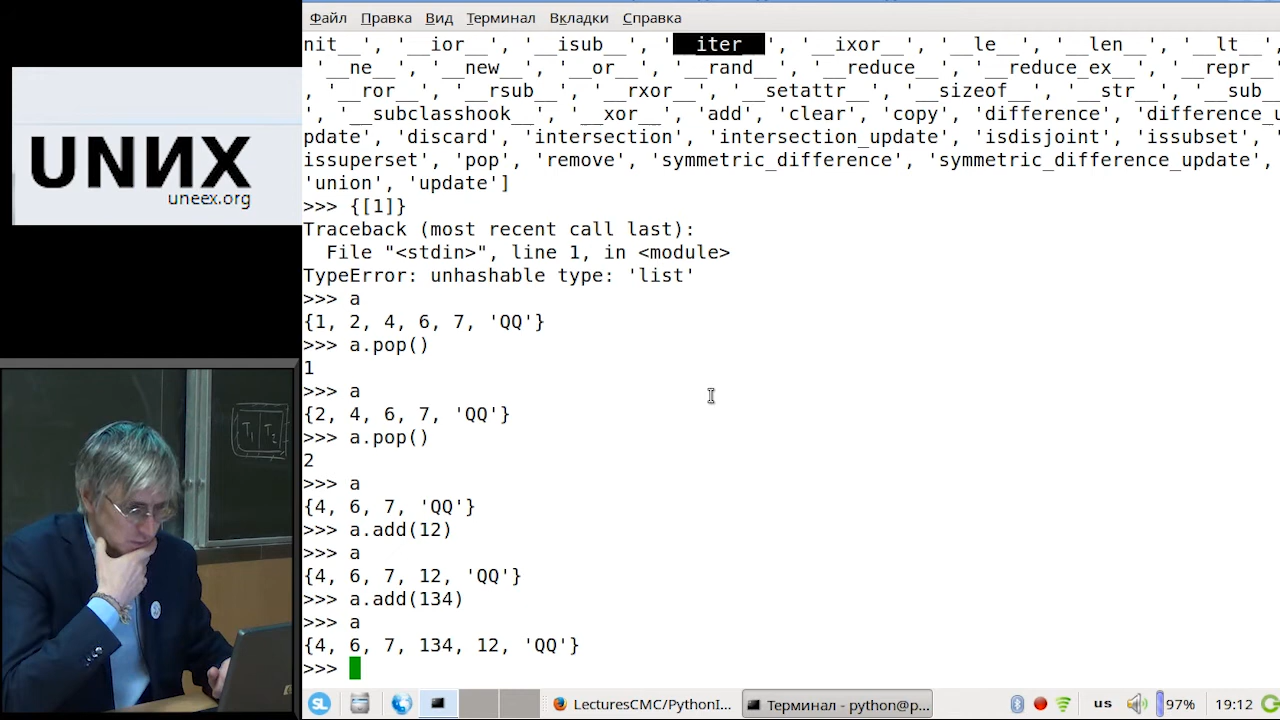 Файл Правка Вид Терминал Вкладки Справка
nit__', '__ior__', '__isub__', '__iter__', '__ixor__', '__le__', '__len__', '__lt__'
'__ne__', '__new__', '__or__', '__rand__', '__reduce__', '__reduce_ex__', '__repr__'
, '__ror__', '__rsub__', '__rxor__', '__setattr__', '__sizeof__', '__str__', '__sub__
', '__subclasshook__', '__xor__', 'add', 'clear', 'copy', 'difference', 'difference_u
pdate', 'discard', 'intersection', 'intersection_update', 'isdisjoint', 'issubset', '
issuperset', 'pop', 'remove', 'symmetric_difference', 'symmetric_difference_update',
'union', 'update']
>>> {[1]}
Traceback (most recent call last):
File "<stdin>", line 1, in <module>
TypeError: unhashable type: 'list'
>>> a
{1, 2, 4, 6, 7, 'QQ'}
>>> a.pop()
1
>>> a
{2, 4, 6, 7, 'QQ'}
>>> a.pop()
2
>>> a
{4, 6, 7, 'QQ'}
>>> a.add(12)
>>> a
{4, 6, 7, 12, 'QQ'}
>>> a.add(134)
>>> a
{4, 6, 7, 134, 12, 'QQ'}
>>>
UNИX
uneex.org
T1 T2
SL
LecturesCMC/PythonI...
Терминал - python@p...
us
97%
19:12